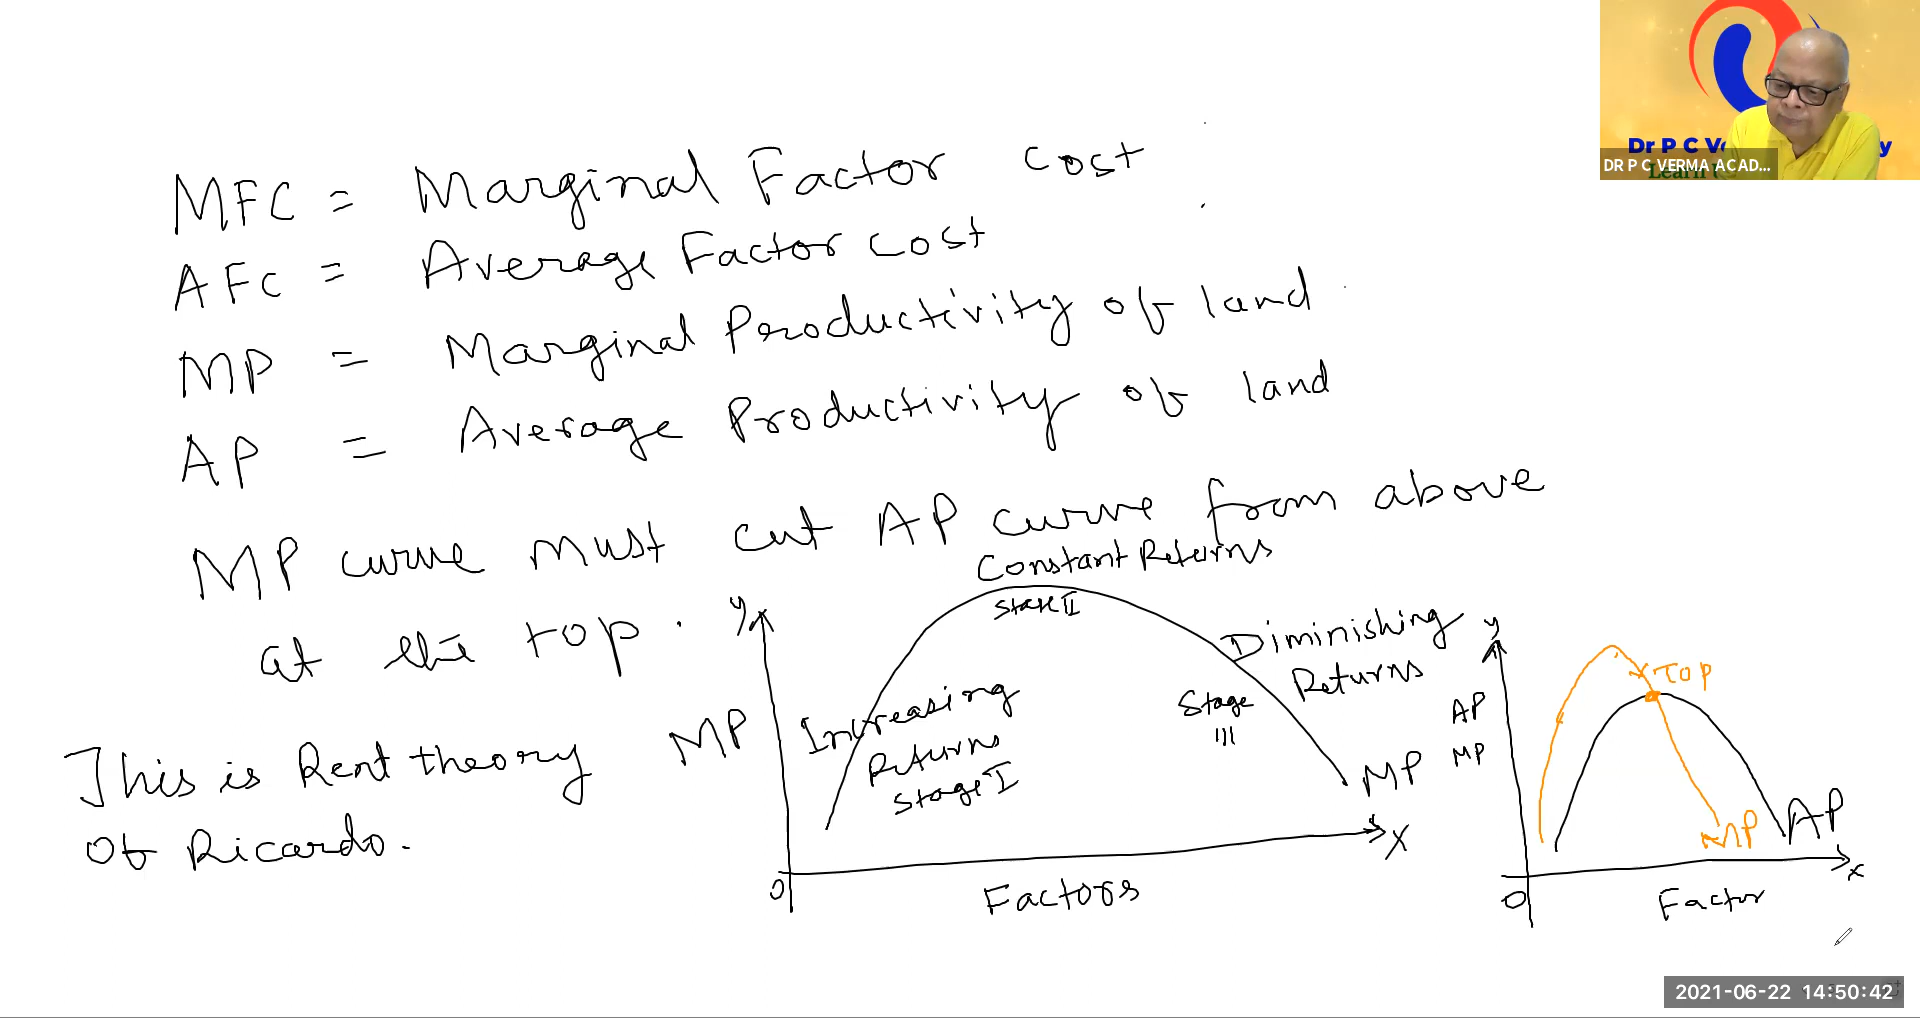 MFC = Marginal Factor cost
AFC = Average Factor cost
MP = Marginal Productivity of land
AP = Average Productivity of land
MP curve must cut AP curve from above
at the top.
This is Rent theory
of Ricardo.
Constant Returns
Stage II
y
MP
Increasing
Returns
Stage I
Diminishing
Returns
Stage
III
MP
X
O
Factors
y
TOP
AP
MP
MP
AP
x
O
Factor
Dr P C Ve
y
DR P C VERMA ACAD...
Learn
2021-06-22 14:50:42